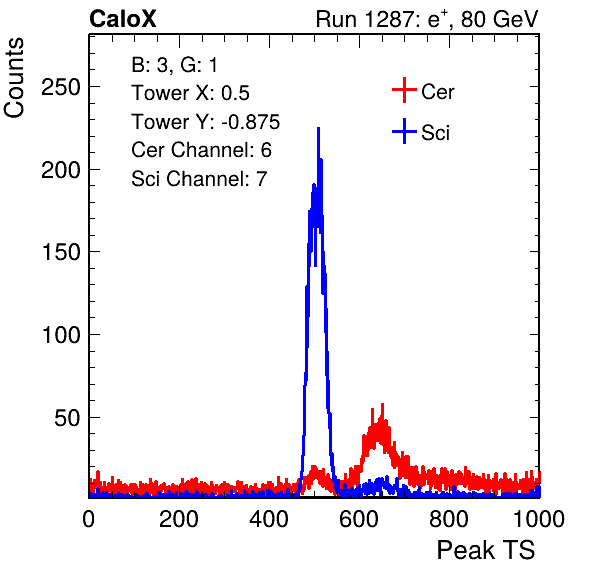 CaloX Run 1287: e+, 80 GeV
Counts
B: 3, G: 1
Tower X: 0.5
Tower Y: -0.875
Cer Channel: 6
Sci Channel: 7
Cer
Sci
250
200
150
100
50
0 200 400 600 800 1000
Peak TS